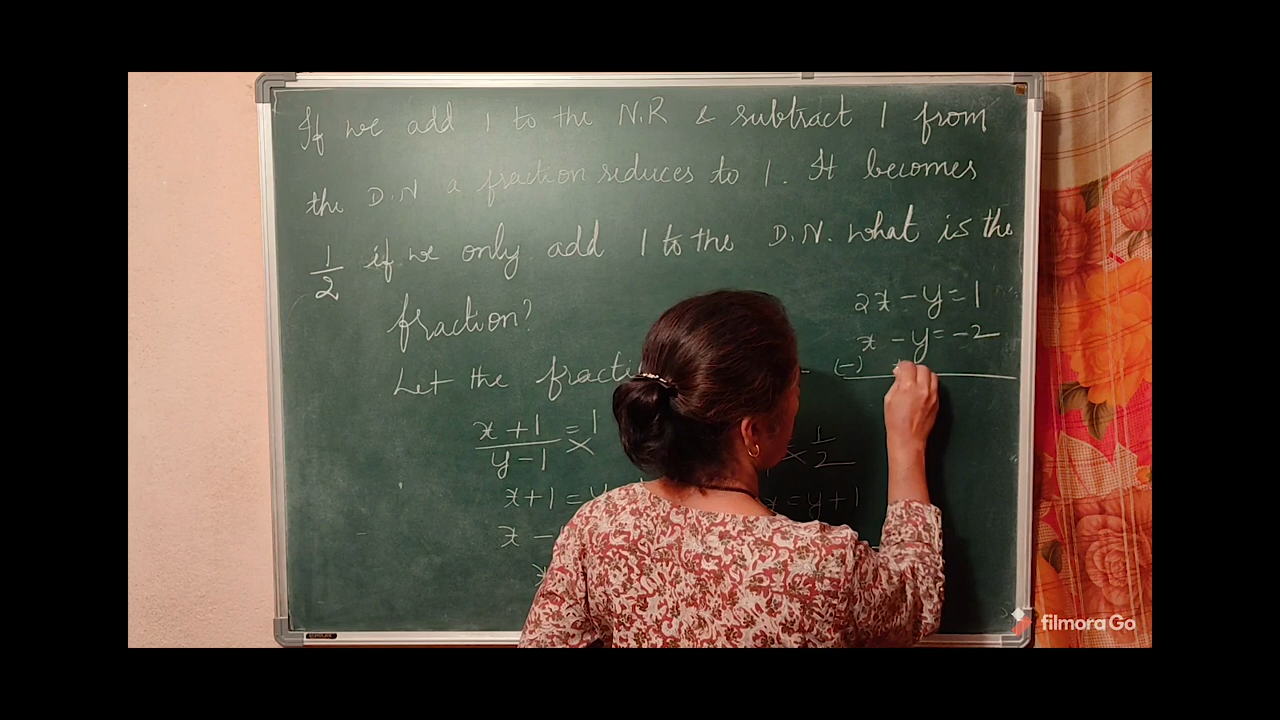 If we add 1 to the N.R & subtract 1 from
the D.N a fraction reduces to 1. It becomes
1/2 if we only add 1 to the D.N. what is the
fraction?
2x - y = 1
x - y = -2
(-)
Let the fracti
x + 1 / y - 1 = 1
1/2
x + 1 = y
x = y + 1
x -
filmora Go